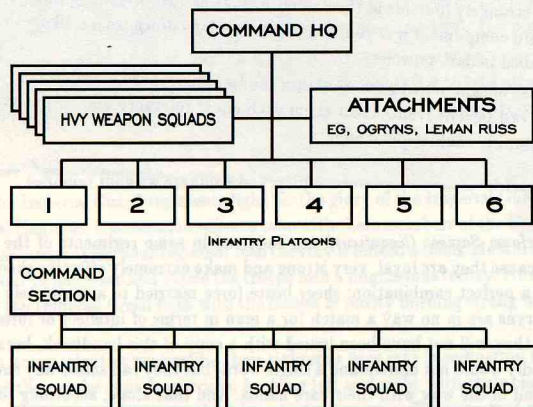 COMMAND HQ
HVY WEAPON SQUADS
ATTACHMENTS
EG, OGRYNS, LEMAN RUSS
1 2 3 4 5 6
INFANTRY PLATOONS
COMMAND
SECTION
INFANTRY SQUAD
INFANTRY SQUAD
INFANTRY SQUAD
INFANTRY SQUAD
INFANTRY SQUAD